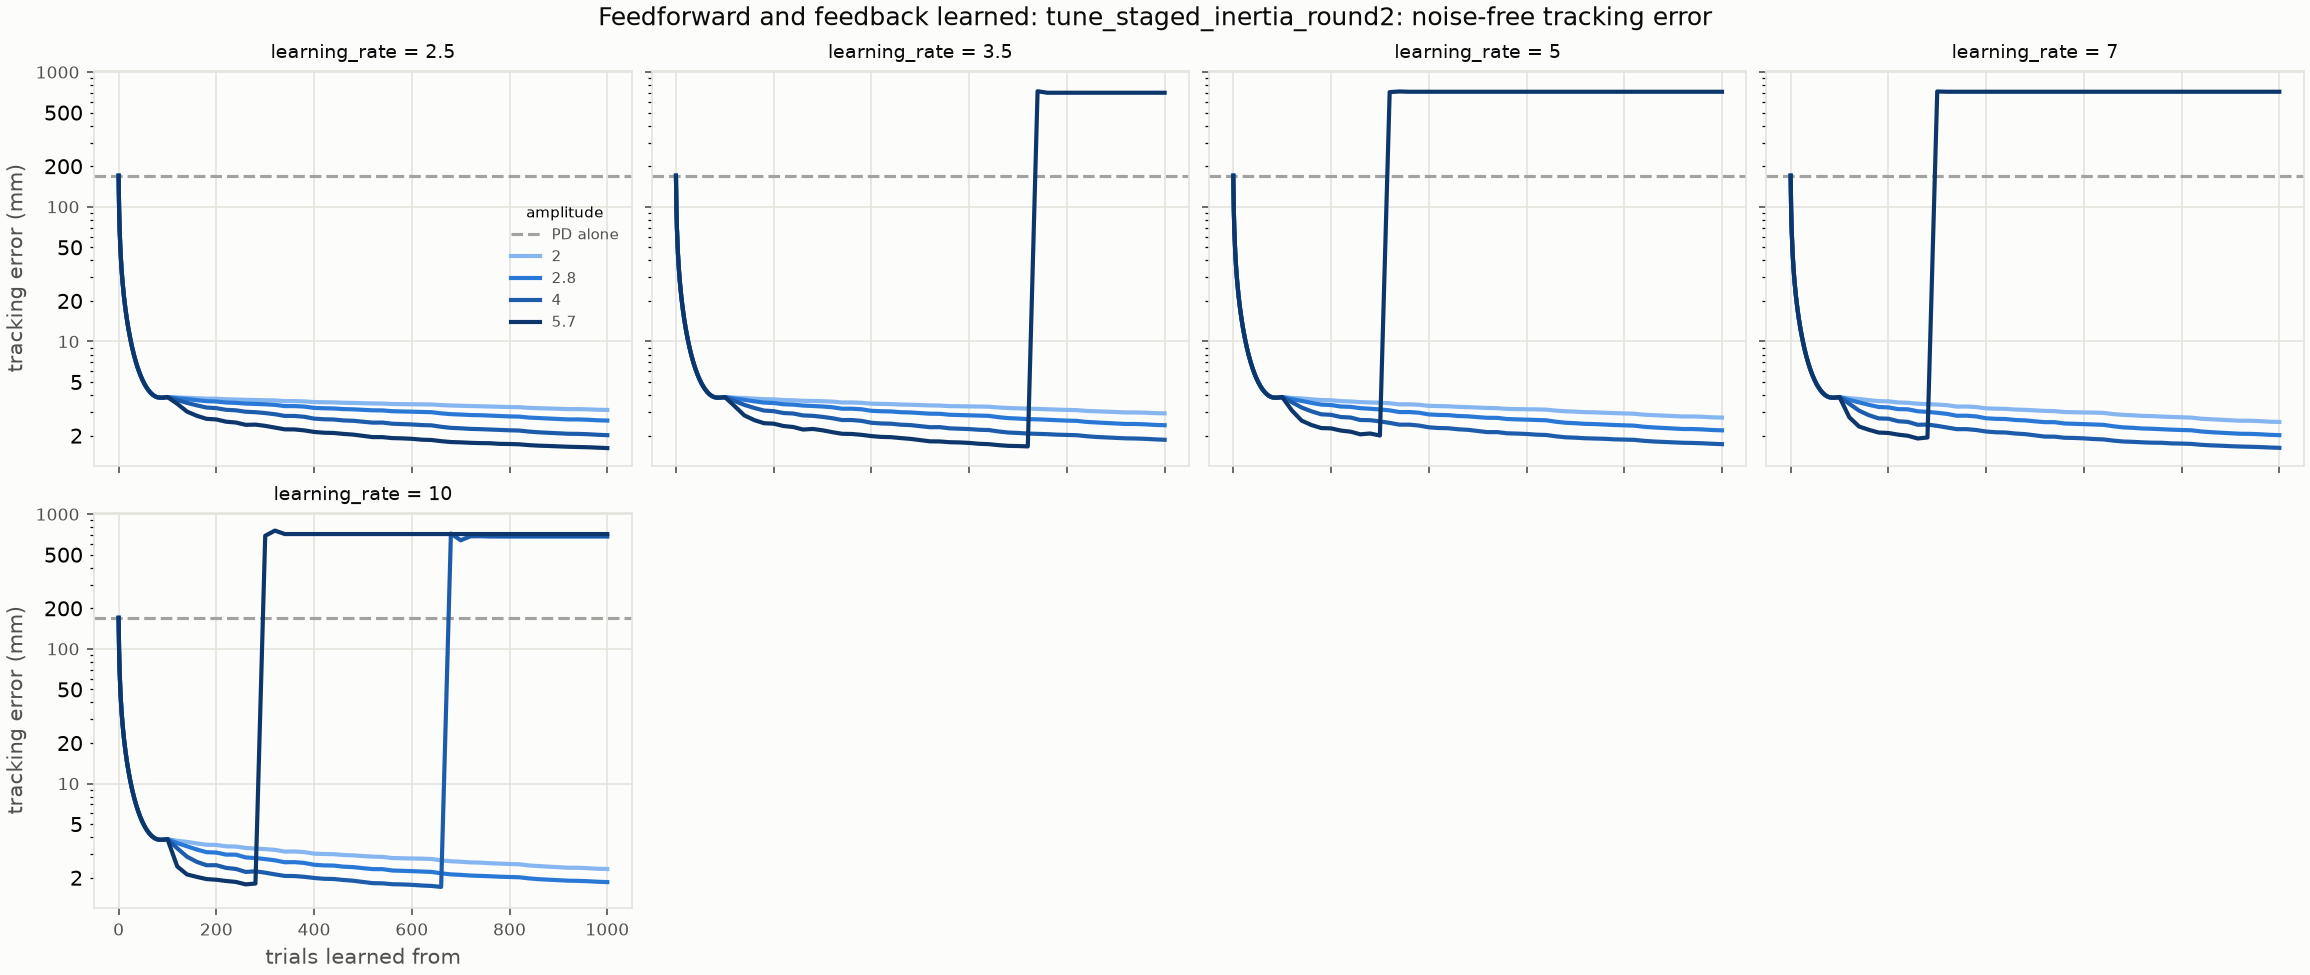 Feedforward and feedback learned: tune_staged_inertia_round2: noise-free tracking error
learning_rate = 2.5
learning_rate = 3.5
learning_rate = 5
learning_rate = 7
1000
500
200
100
50
20
10
5
2
tracking error (mm)
amplitude
PD alone
2
2.8
4
5.7
learning_rate = 10
1000
500
200
100
50
20
10
5
2
tracking error (mm)
0 200 400 600 800 1000
trials learned from